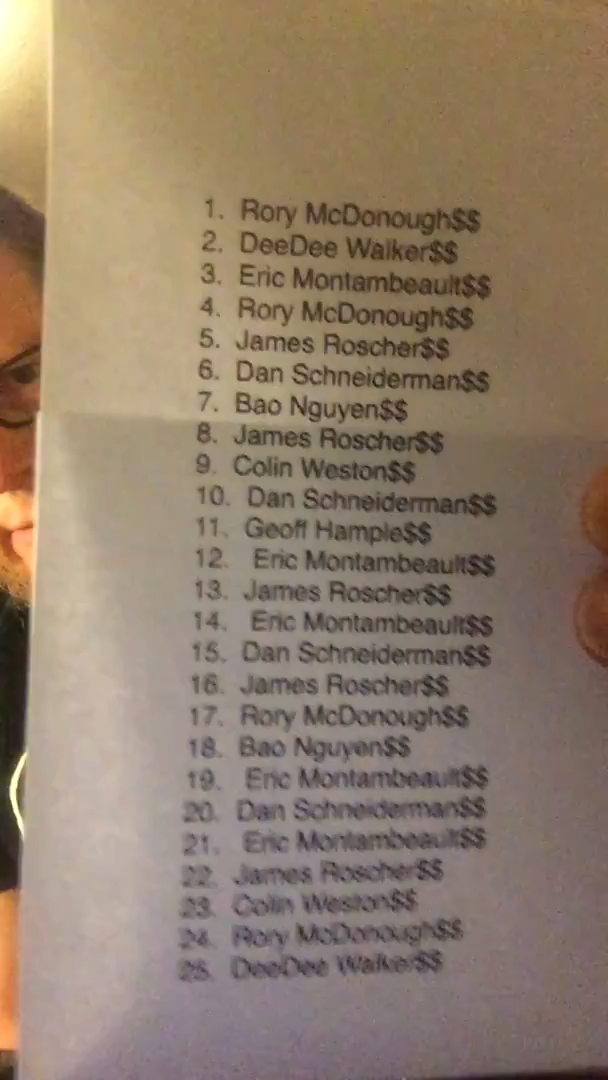 1. Rory McDonough$$
2. DeeDee Walker$$
3. Eric Montambeault$$
4. Rory McDonough$$
5. James Roscher$$
6. Dan Schneiderman$$
7. Bao Nguyen$$
8. James Roscher$$
9. Colin Weston$$
10. Dan Schneiderman$$
11. Geoff Hample$$
12. Eric Montambeault$$
13. James Roscher$$
14. Eric Montambeault$$
15. Dan Schneiderman$$
16. James Roscher$$
17. Rory McDonough$$
18. Bao Nguyen$$
19. Eric Montambeault$$
20. Dan Schneiderman$$
21. Eric Montambeault$$
22. James Roscher$$
23. Colin Weston$$
24. Rory McDonough$$
25. DeeDee Walker$$